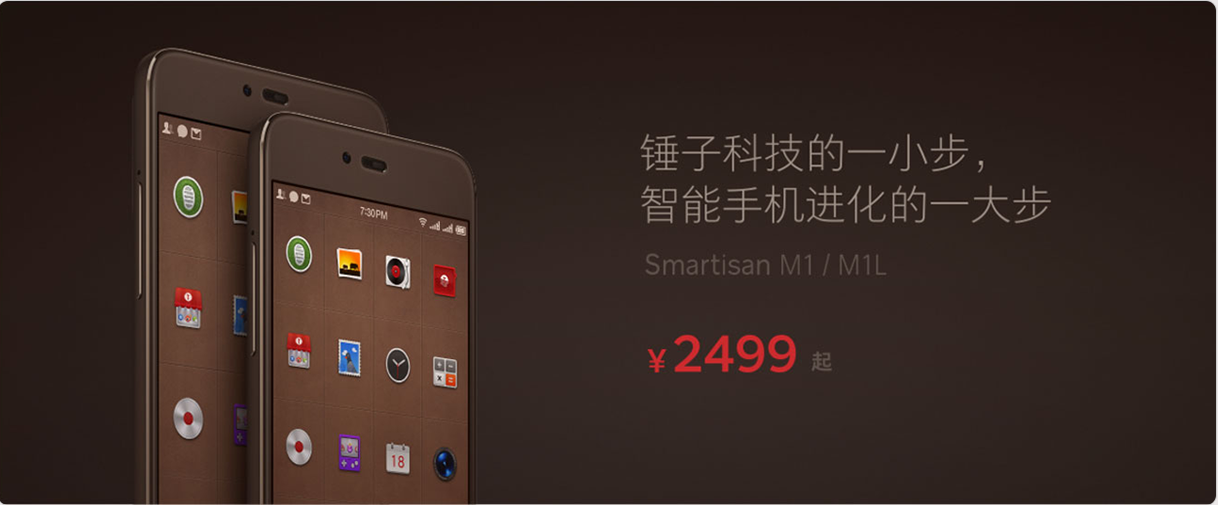 7:30PM
18
锤子科技的一小步，
智能手机进化的一大步
Smartisan M1 / M1L
¥2499 起